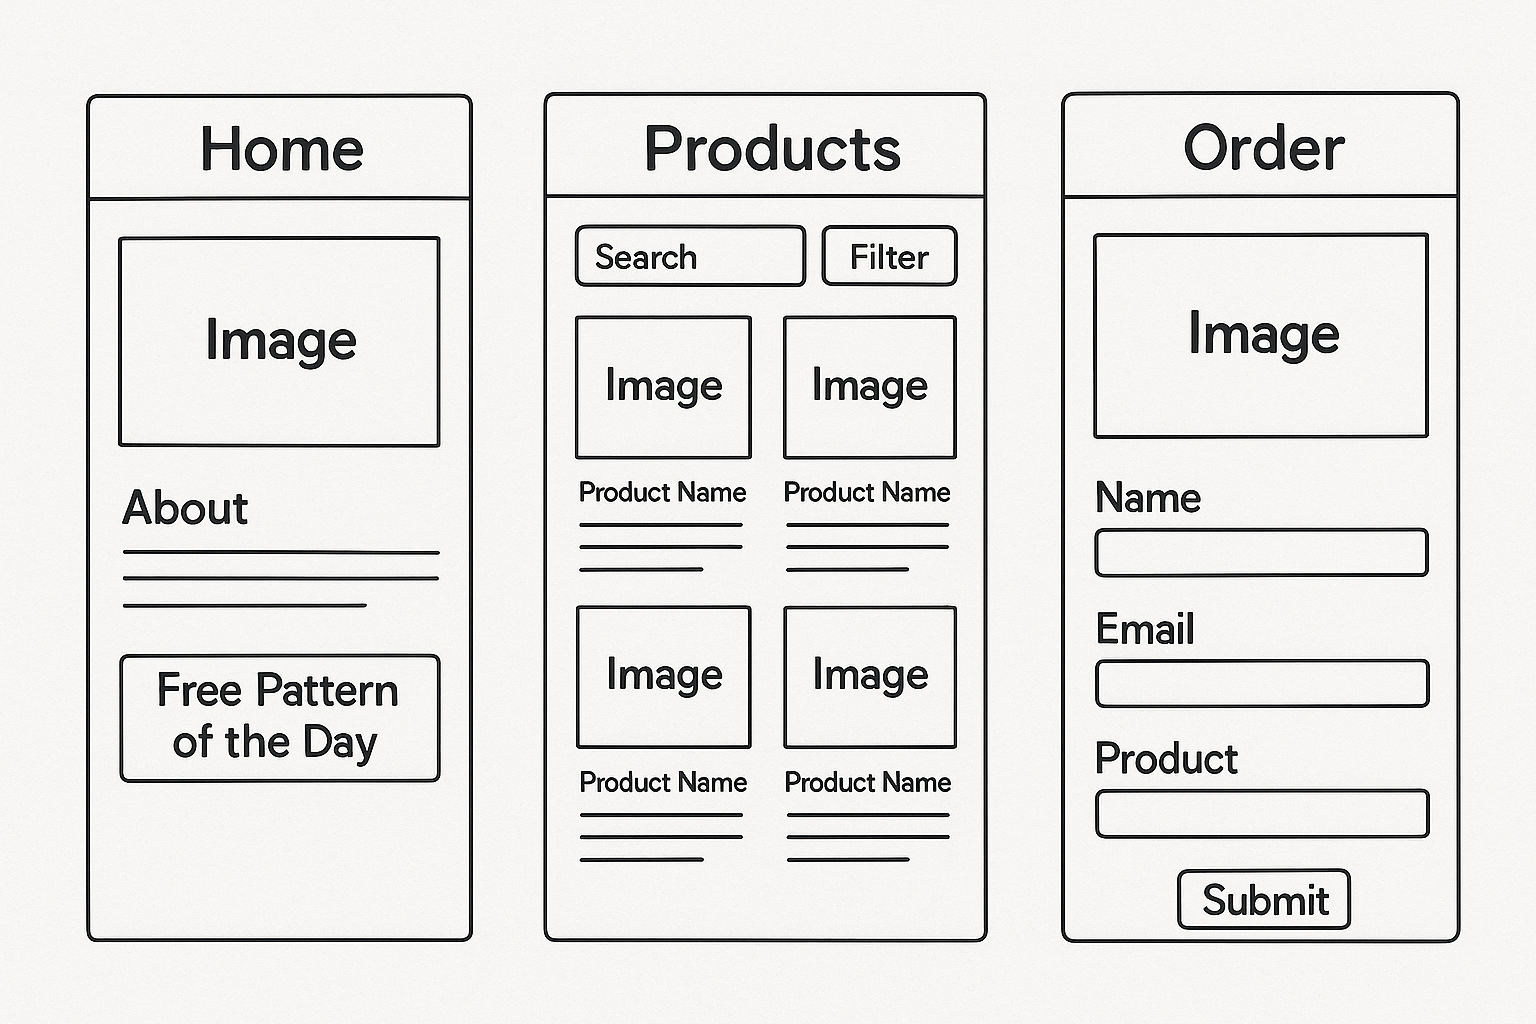 Home
Image
About
Free Pattern
of the Day
Products
Search
Filter
Image
Image
Product Name
Product Name
Image
Image
Product Name
Product Name
Order
Image
Name
Email
Product
Submit